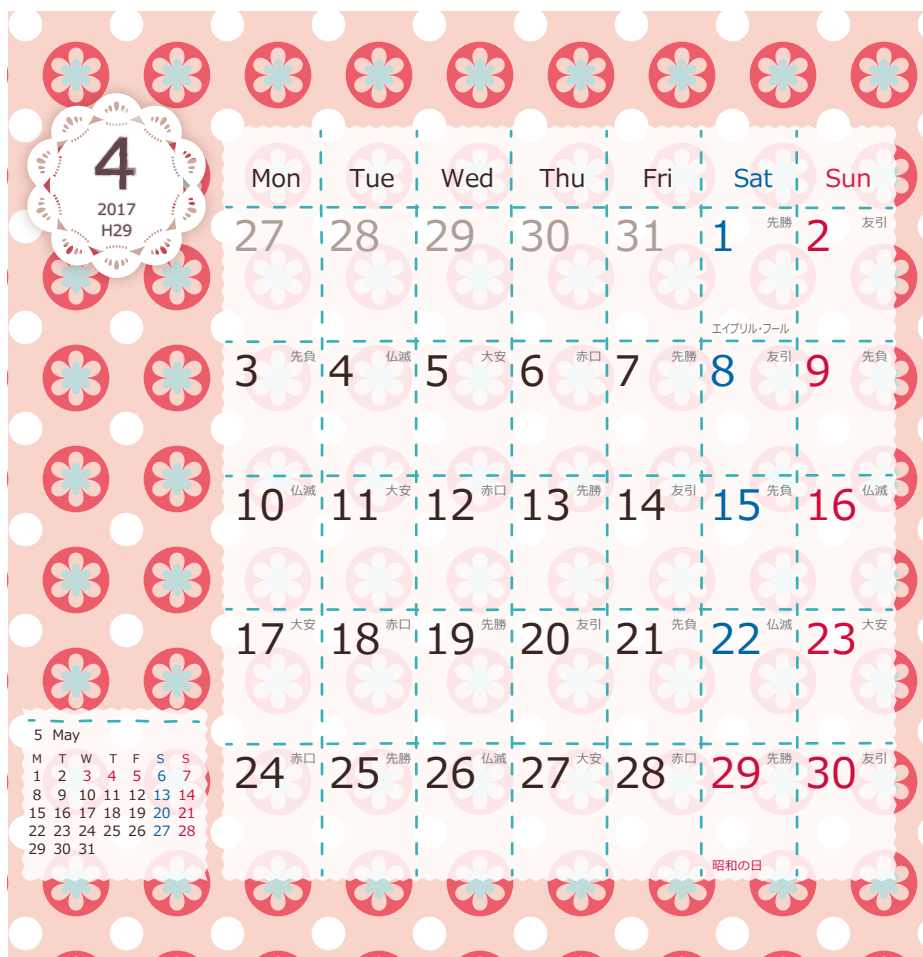 4
2017
H29
Mon Tue Wed Thu Fri Sat Sun
27 28 29 30 31 1 先勝 2 友引
エイプリル・フール
3 先負 4 仏滅 5 大安 6 赤口 7 先勝 8 友引 9 先負
10 仏滅 11 大安 12 赤口 13 先勝 14 友引 15 先負 16 仏滅
17 大安 18 赤口 19 先勝 20 友引 21 先負 22 仏滅 23 大安
24 赤口 25 先勝 26 仏滅 27 大安 28 赤口 29 先勝 30 友引
昭和の日
5 May
M T W T F S S
1 2 3 4 5 6 7
8 9 10 11 12 13 14
15 16 17 18 19 20 21
22 23 24 25 26 27 28
29 30 31